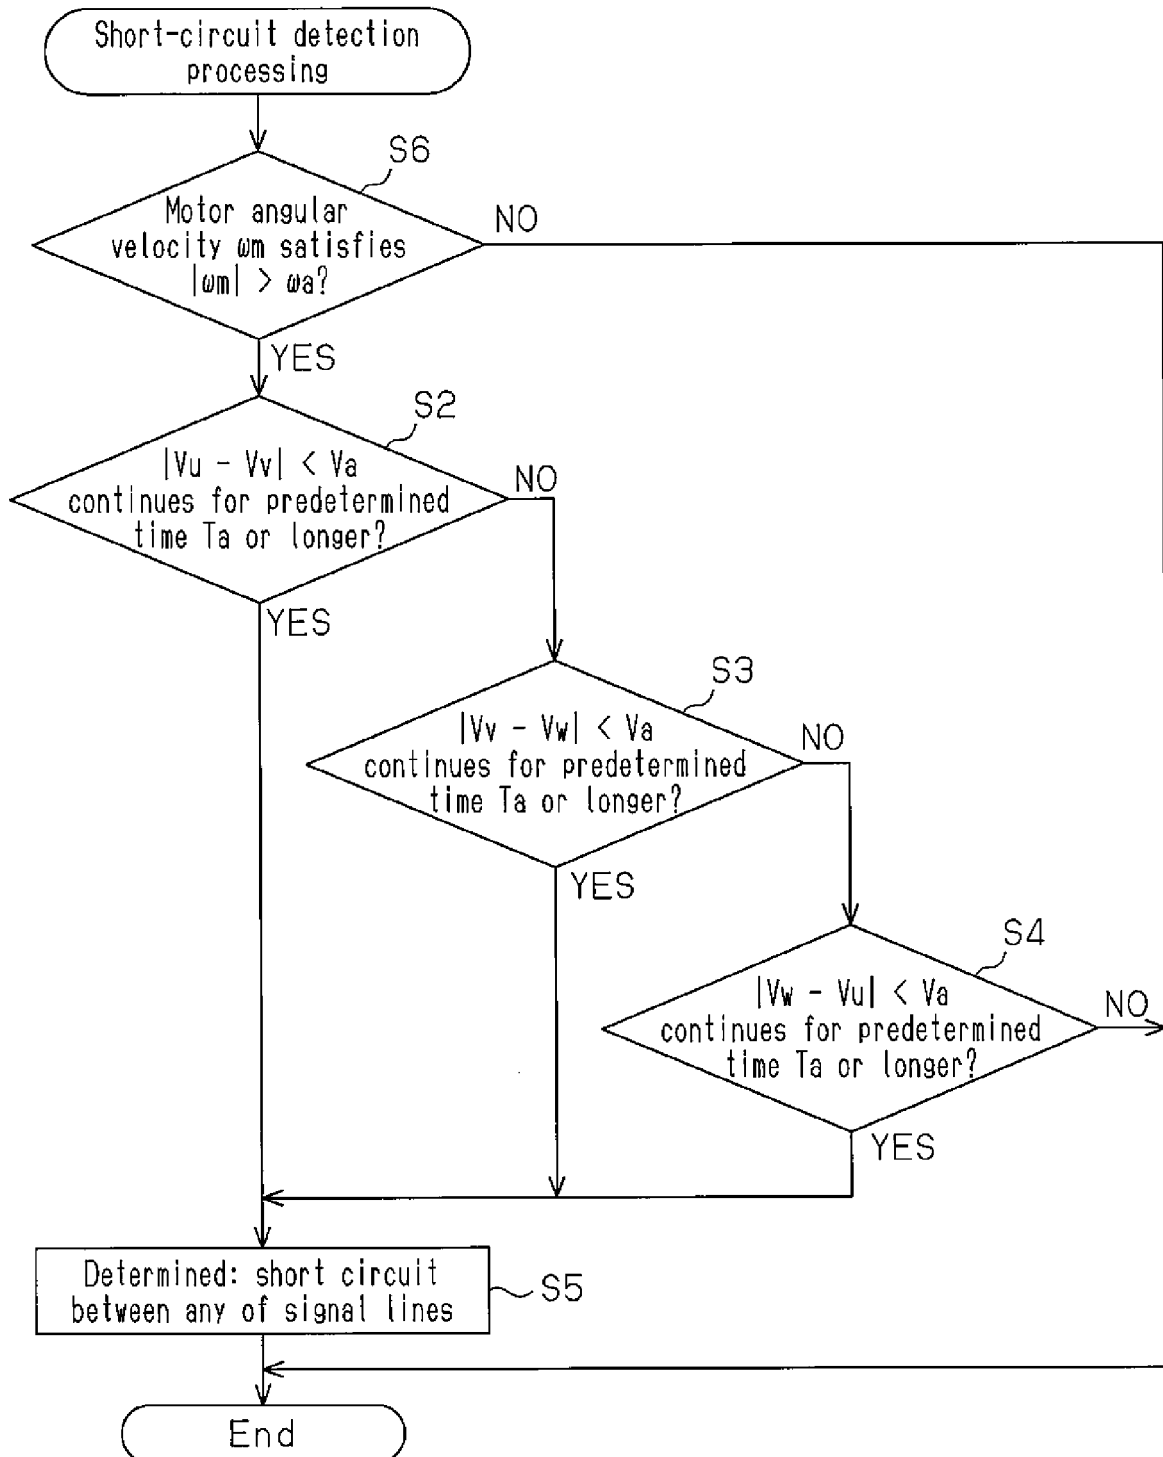 Short-circuit detection
processing
S6
Motor angular
velocity ωm satisfies
|ωm| > ωa?
NO
YES
S2
|Vu - Vv| < Va
continues for predetermined
time Ta or longer?
NO
YES
S3
|Vv - Vw| < Va
continues for predetermined
time Ta or longer?
NO
YES
S4
|Vw - Vu| < Va
continues for predetermined
time Ta or longer?
NO
YES
Determined: short circuit
between any of signal lines
S5
End